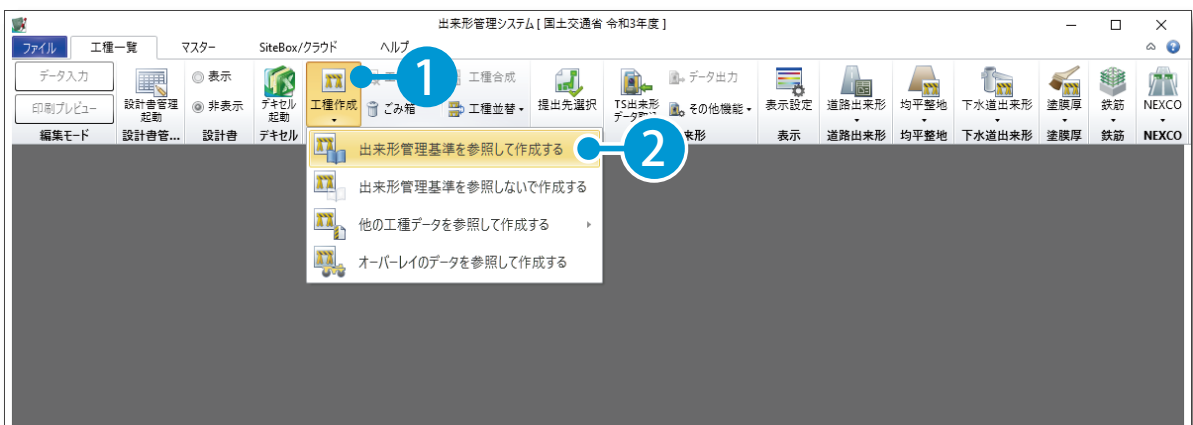 出来形管理システム [ 国土交通省 令和3年度 ]
ファイル 工種一覧 マスター SiteBox/クラウド ヘルプ
データ入力
印刷プレビュー
編集モード
設計書管理
起動
設計書管...
表示
非表示
設計書
デキセル
起動
デキセル
工種作成
ごみ箱
工種合成
工種並替
提出先選択
TS出来形
データ出力
その他機能
来形
表示設定
表示
道路出来形
道路出来形
均平整地
均平整地
下水道出来形
下水道出来形
塗膜厚
塗膜厚
鉄筋
鉄筋
NEXCO
NEXCO
1
出来形管理基準を参照して作成する
2
出来形管理基準を参照しないで作成する
他の工種データを参照して作成する
オーバーレイのデータを参照して作成する